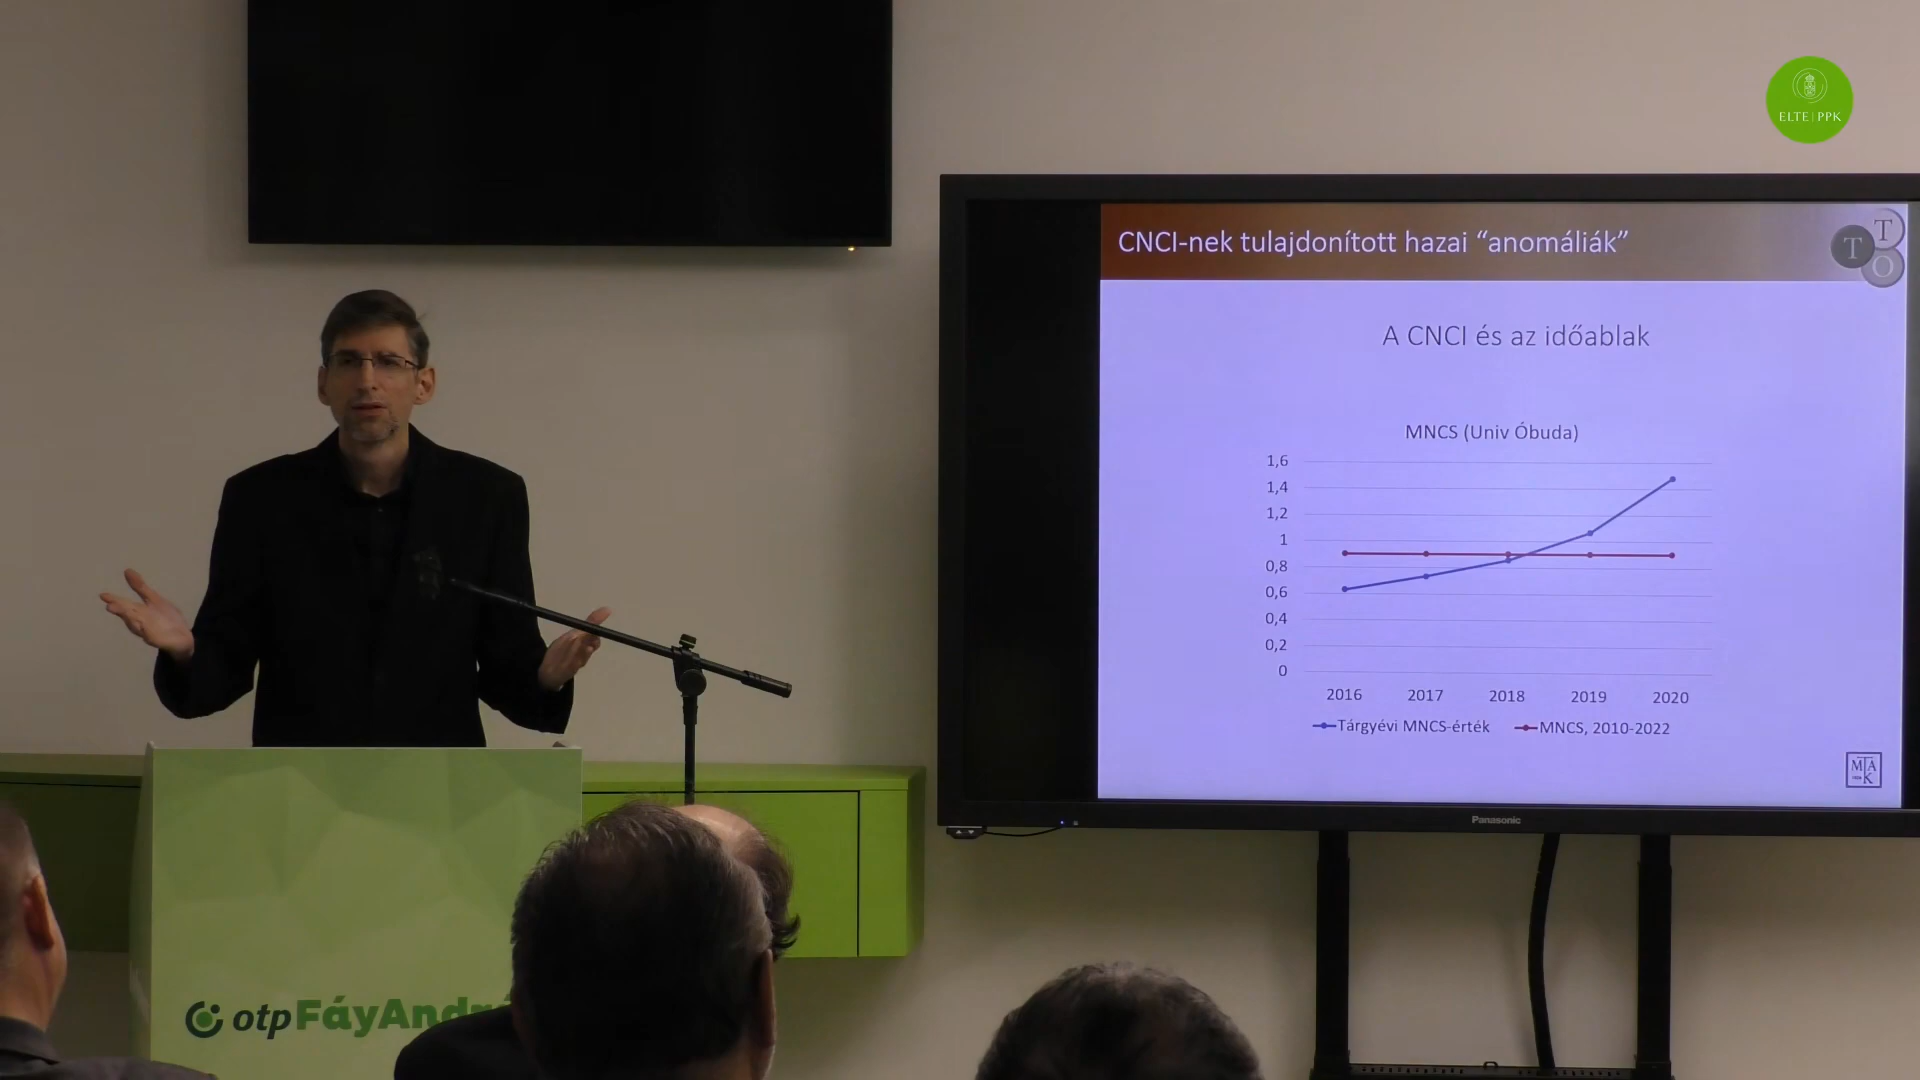 ELTE | PPK
CNCI-nek tulajdonított hazai “anomáliák”
T
T
O
A CNCI és az időablak
MNCS (Univ Óbuda)
1,6
1,4
1,2
1
0,8
0,6
0,4
0,2
0
2016 2017 2018 2019 2020
Tárgyévi MNCS-érték MNCS, 2010-2022
MTA
K
Panasonic
otp FáyAndrá